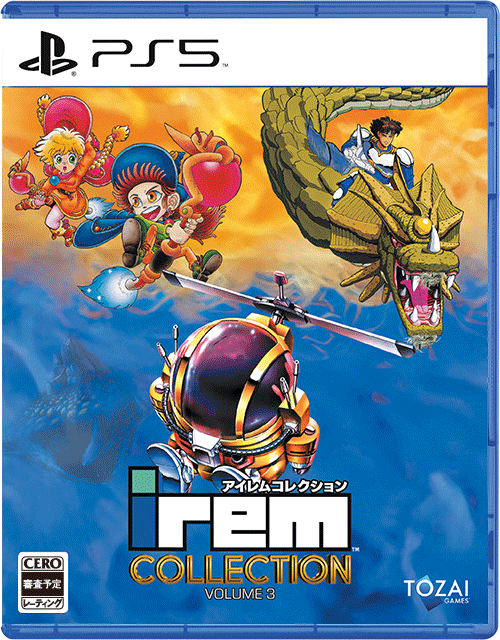 PS5
アイレムコレクション
irem™
COLLECTION
VOLUME 3
CERO
審査予定
レーティング
TOZAI
GAMES